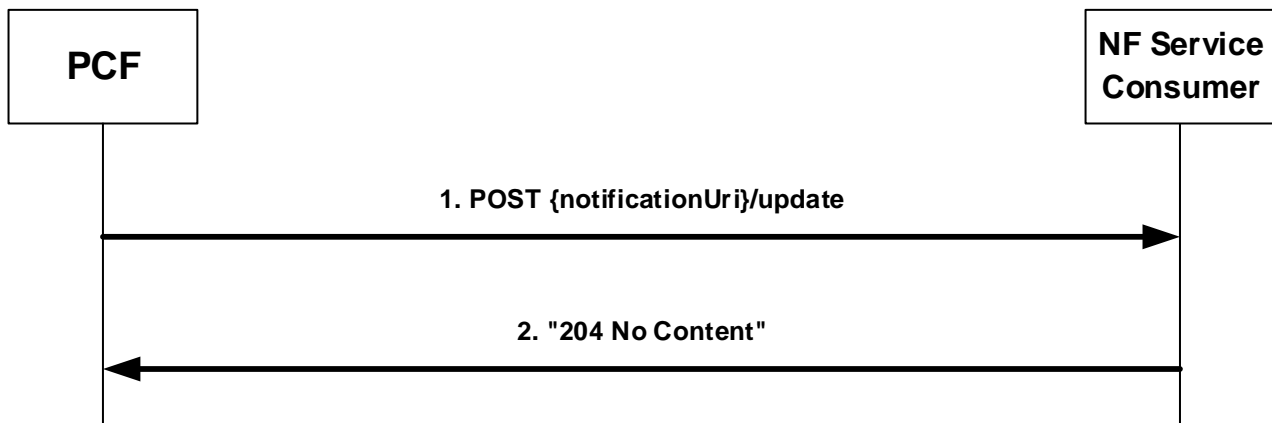 PCF
NF Service
Consumer
1. POST {notificationUri}/update
2. "204 No Content"